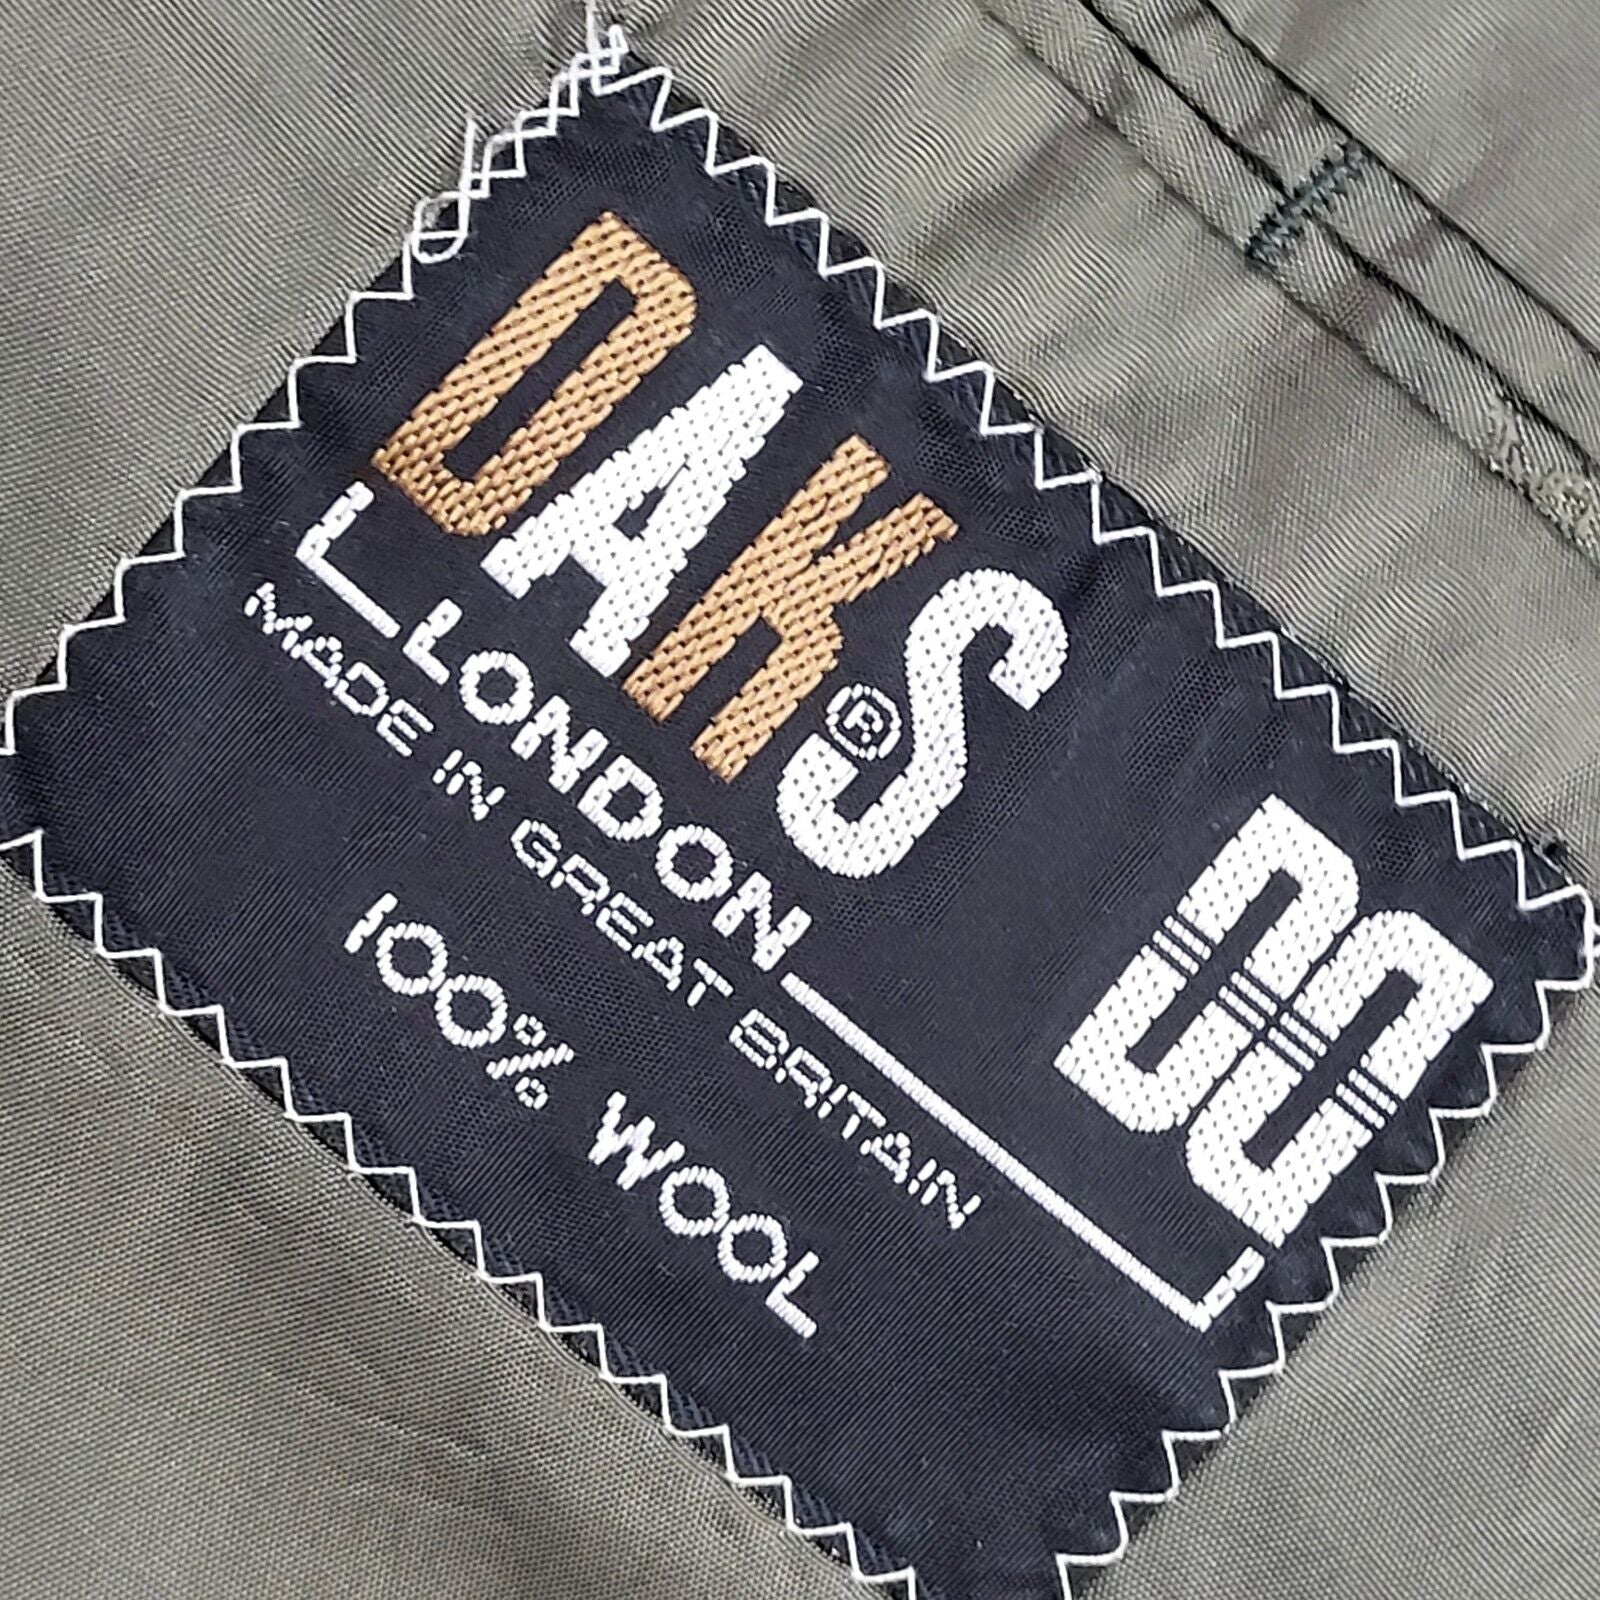 DAKS®
LONDON
MADE IN GREAT BRITAIN
100% WOOL